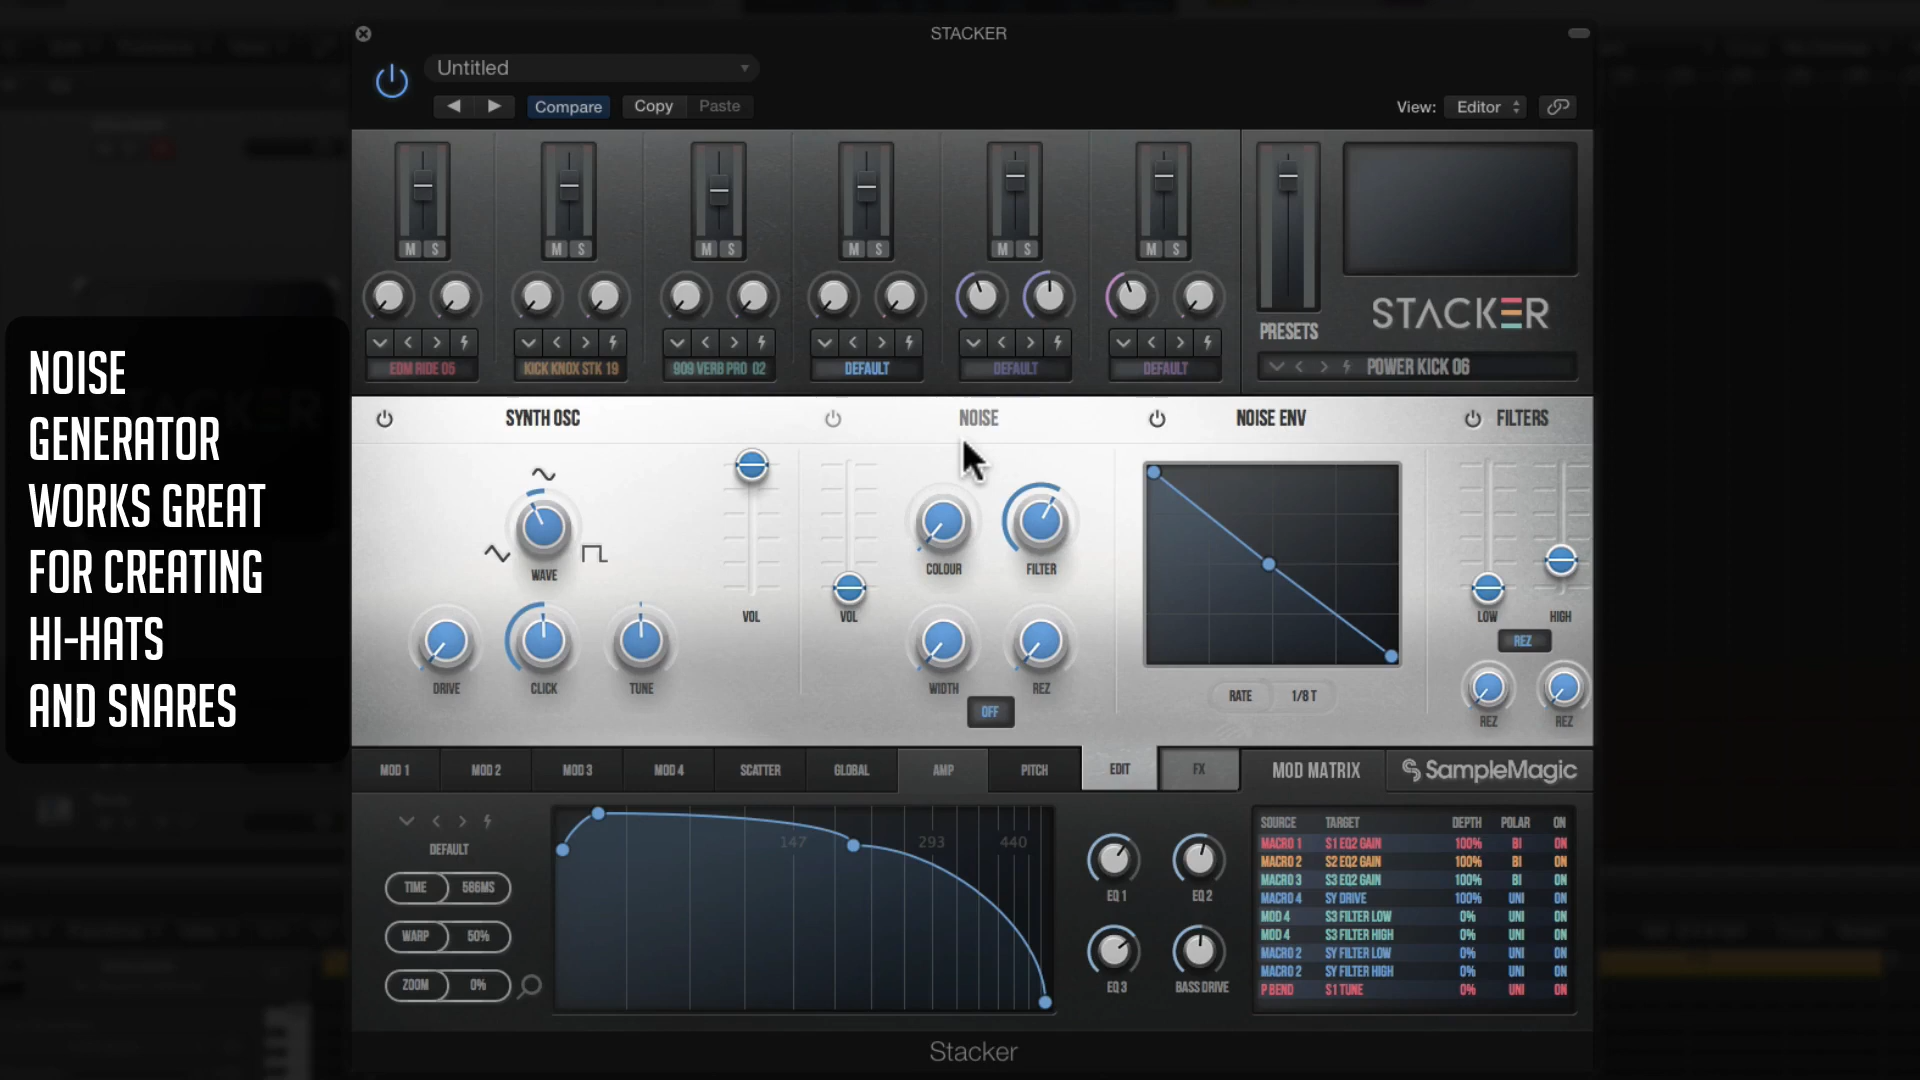 STACKER
Untitled
Compare
Copy
Paste
View:
Editor
M S
M S
M S
M S
M S
M S
STACKER
PRESETS
EDM RIDE 05
KICK KNOX STK 19
909 VERB PRO 02
DEFAULT
DEFAULT
DEFAULT
POWER KICK 06
NOISE
GENERATOR
WORKS GREAT
FOR CREATING
HI-HATS
AND SNARES
SYNTH OSC
NOISE
NOISE ENV
FILTERS
WAVE
VOL
DRIVE
CLICK
TUNE
VOL
COLOUR
FILTER
WIDTH
REZ
OFF
RATE 1/8 T
LOW
HIGH
REZ
REZ
REZ
MOD 1
MOD 2
MOD 3
MOD 4
SCATTER
GLOBAL
AMP
PITCH
EDIT
FX
MOD MATRIX
SampleMagic
DEFAULT
TIME 586MS
WARP 50%
ZOOM 0%
147
293
440
EQ 1
EQ 2
EQ 3
BASS DRIVE
SOURCE TARGET DEPTH POLAR ON
MACRO 1 S1 EQ2 GAIN 100% BI ON
MACRO 2 S2 EQ2 GAIN 100% BI ON
MACRO 3 S3 EQ2 GAIN 100% BI ON
MACRO 4 SY DRIVE 100% UNI ON
MOD 4 S3 FILTER LOW 0% UNI ON
MOD 4 S3 FILTER HIGH 0% UNI ON
MACRO 2 SY FILTER LOW 0% UNI ON
MACRO 2 SY FILTER HIGH 0% UNI ON
P BEND S1 TUNE 0% UNI ON
Stacker